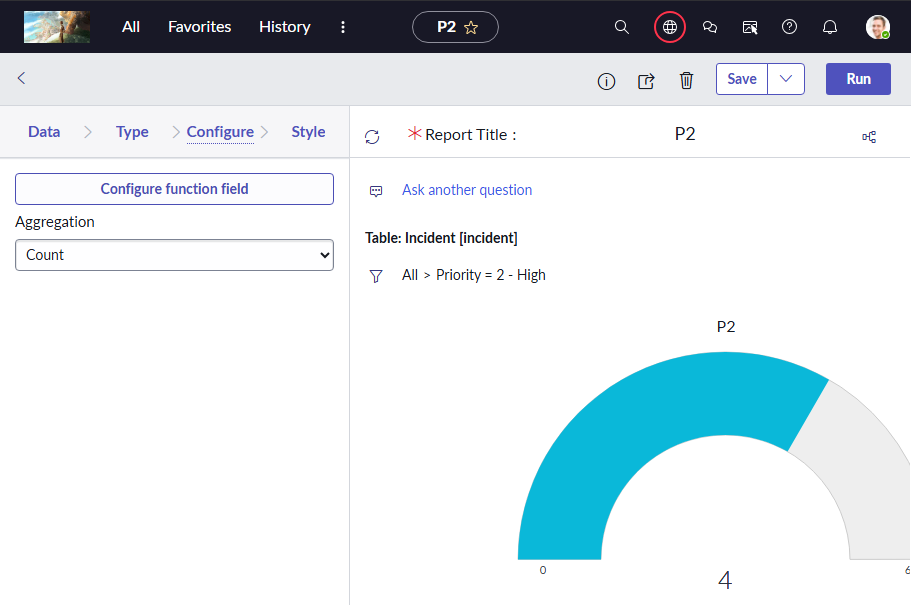 All Favorites History P2
Save Run
Data Type Configure Style
Report Title : P2
Configure function field
Ask another question
Aggregation
Count
Table: Incident [incident]
All > Priority = 2 - High
P2
0 6
4